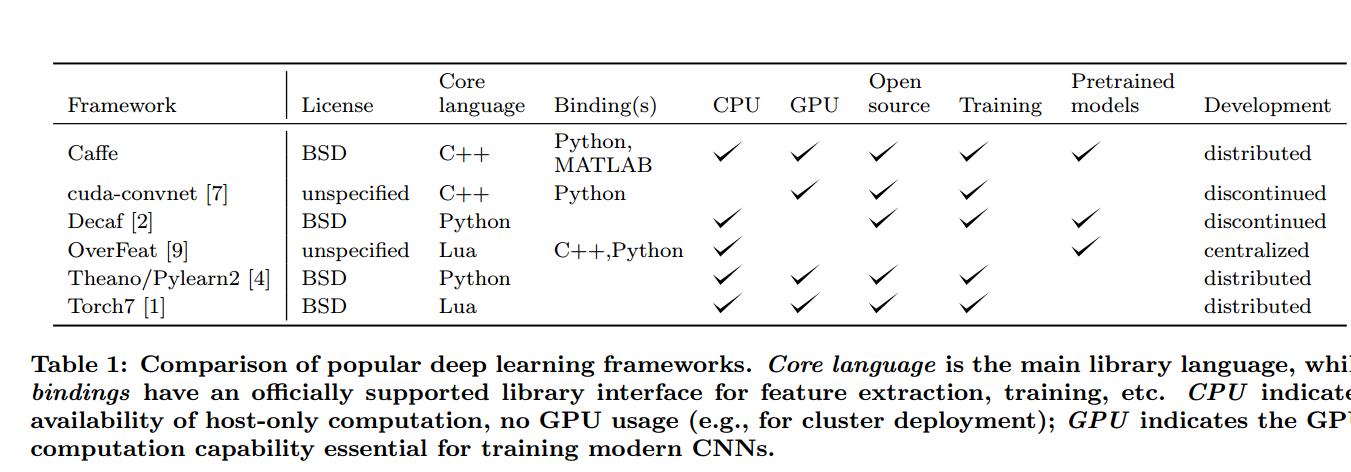 Framework License Core language Binding(s) CPU GPU Open source Training Pretrained models Development
Caffe BSD C++ Python, MATLAB ✓ ✓ ✓ ✓ ✓ distributed
cuda-convnet [7] unspecified C++ Python ✓ ✓ ✓ discontinued
Decaf [2] BSD Python ✓ ✓ ✓ ✓ discontinued
OverFeat [9] unspecified Lua C++,Python ✓ ✓ centralized
Theano/Pylearn2 [4] BSD Python ✓ ✓ ✓ ✓ distributed
Torch7 [1] BSD Lua ✓ ✓ ✓ ✓ distributed
Table 1: Comparison of popular deep learning frameworks. Core language is the main library language, whil
bindings have an officially supported library interface for feature extraction, training, etc. CPU indicate
availability of host-only computation, no GPU usage (e.g., for cluster deployment); GPU indicates the GPU
computation capability essential for training modern CNNs.